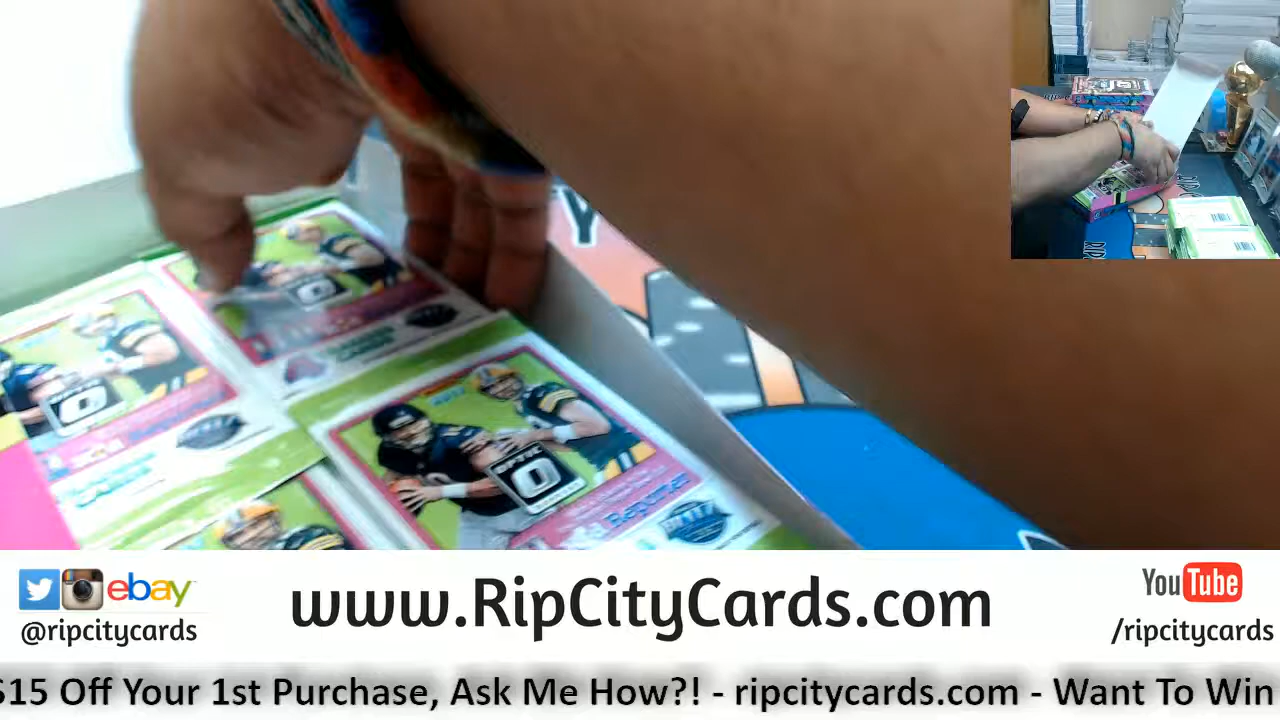 OPTIC
www.RipCityCards.com
ebay
@ripcitycards
YouTube
/ripcitycards
$15 Off Your 1st Purchase, Ask Me How?! - ripcitycards.com - Want To Win